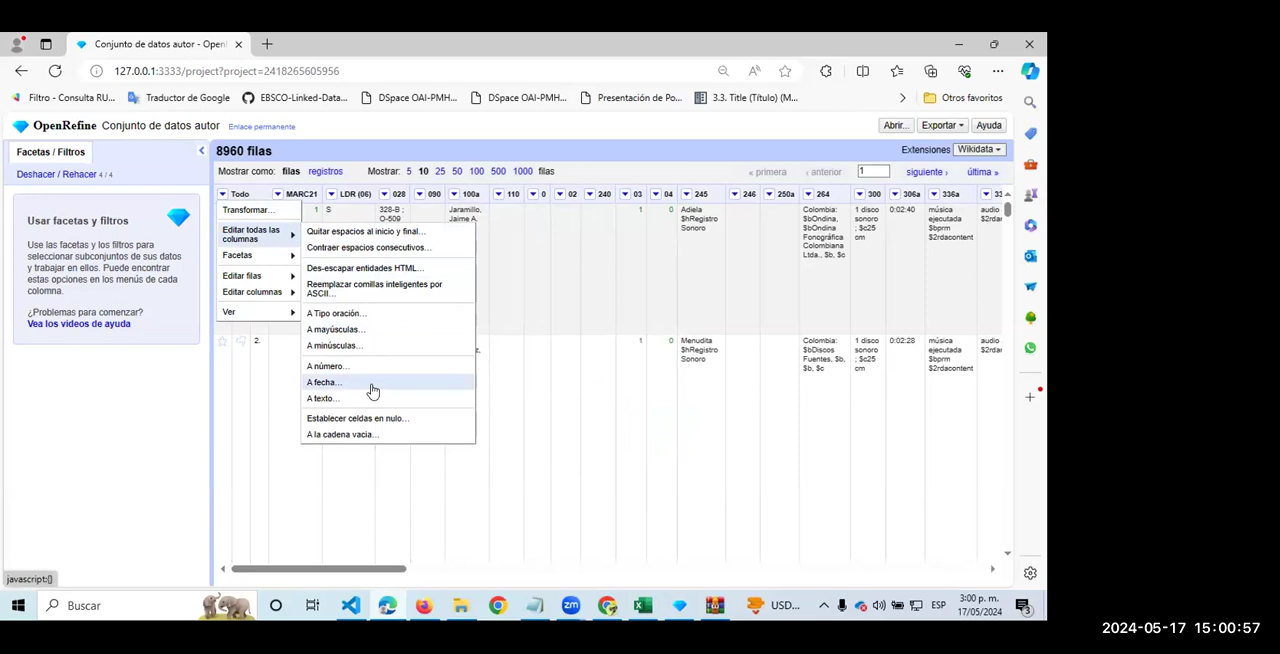 Conjunto de datos autor - OpenI
127.0.0.1:3333/project?project=2418265605956
Filtro - Consulta RU...
Traductor de Google
EBSCO-Linked-Data...
DSpace OAI-PMH...
DSpace OAI-PMH...
Presentación de Po...
3.3. Title (Título) (M...
Otros favoritos
OpenRefine Conjunto de datos autor Enlace permanente
Abrir...
Exportar
Ayuda
Facetas / Filtros
8960 filas
Extensiones Wikidata
Deshacer / Rehacer 4 / 4
Mostrar como: filas registros Mostrar: 5 10 25 50 100 500 1000 filas
« primera ‹ anterior 1 siguiente › última »
Todo MARC21 LDR (06) 028 090 100a 110 0 02 240 03 04 245 246 250a 264 300 306a 336a 33
Usar facetas y filtros
Use las facetas y los filtros para
seleccionar subconjuntos de sus datos
y trabajar en ellos. Puede encontrar
estas opciones en los menús de cada
columna.
¿Problemas para comenzar?
Vea los videos de ayuda
Transformar...
Editar todas las
columnas
Facetas
Editar filas
Editar columnas
Ver
Quitar espacios al inicio y final...
Contraer espacios consecutivos...
Des-escapar entidades HTML...
Reemplazar comillas inteligentes por
ASCII...
A Tipo oración...
A mayúsculas...
A minúsculas...
A número...
A fecha...
A texto...
Establecer celdas en nulo...
A la cadena vacia...
1 S
328-B ;
O-509
Jaramillo,
Jaime A.
1 0
Adiela
$hRegistro
Sonoro
Colombia:
$bOndina,
$bOndina
Fonográfica
Colombiana
Ltda., $b, $c
1 disco
sonoro
; $c25
cm
0:02:40
música
ejecutada
$bprm
$2rdacontent
audio
$2rdar
2.
1 0
Menudita
$hRegistro
Sonoro
Colombia:
$bDiscos
Fuentes, $b,
$b, $c
1 disco
sonoro
; $c25
cm
0:02:28
música
ejecutada
$bprm
$2rdacontent
audio
$2rdar
javascript:{}
Buscar
USD...
ESP
3:00 p. m.
17/05/2024
3
2024-05-17 15:00:57